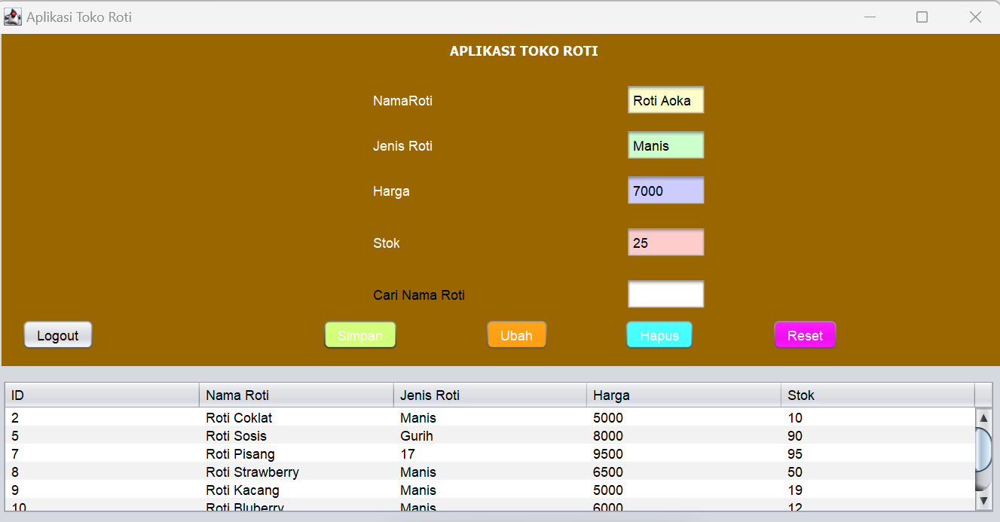 Aplikasi Toko Roti
APLIKASI TOKO ROTI
NamaRoti Roti Aoka
Jenis Roti Manis
Harga 7000
Stok 25
Cari Nama Roti
Logout Simpan Ubah Hapus Reset
ID Nama Roti Jenis Roti Harga Stok
2 Roti Coklat Manis 5000 10
5 Roti Sosis Gurih 8000 90
7 Roti Pisang 17 9500 95
8 Roti Strawberry Manis 6500 50
9 Roti Kacang Manis 5000 19
10 Roti Bluberry Manis 6000 12